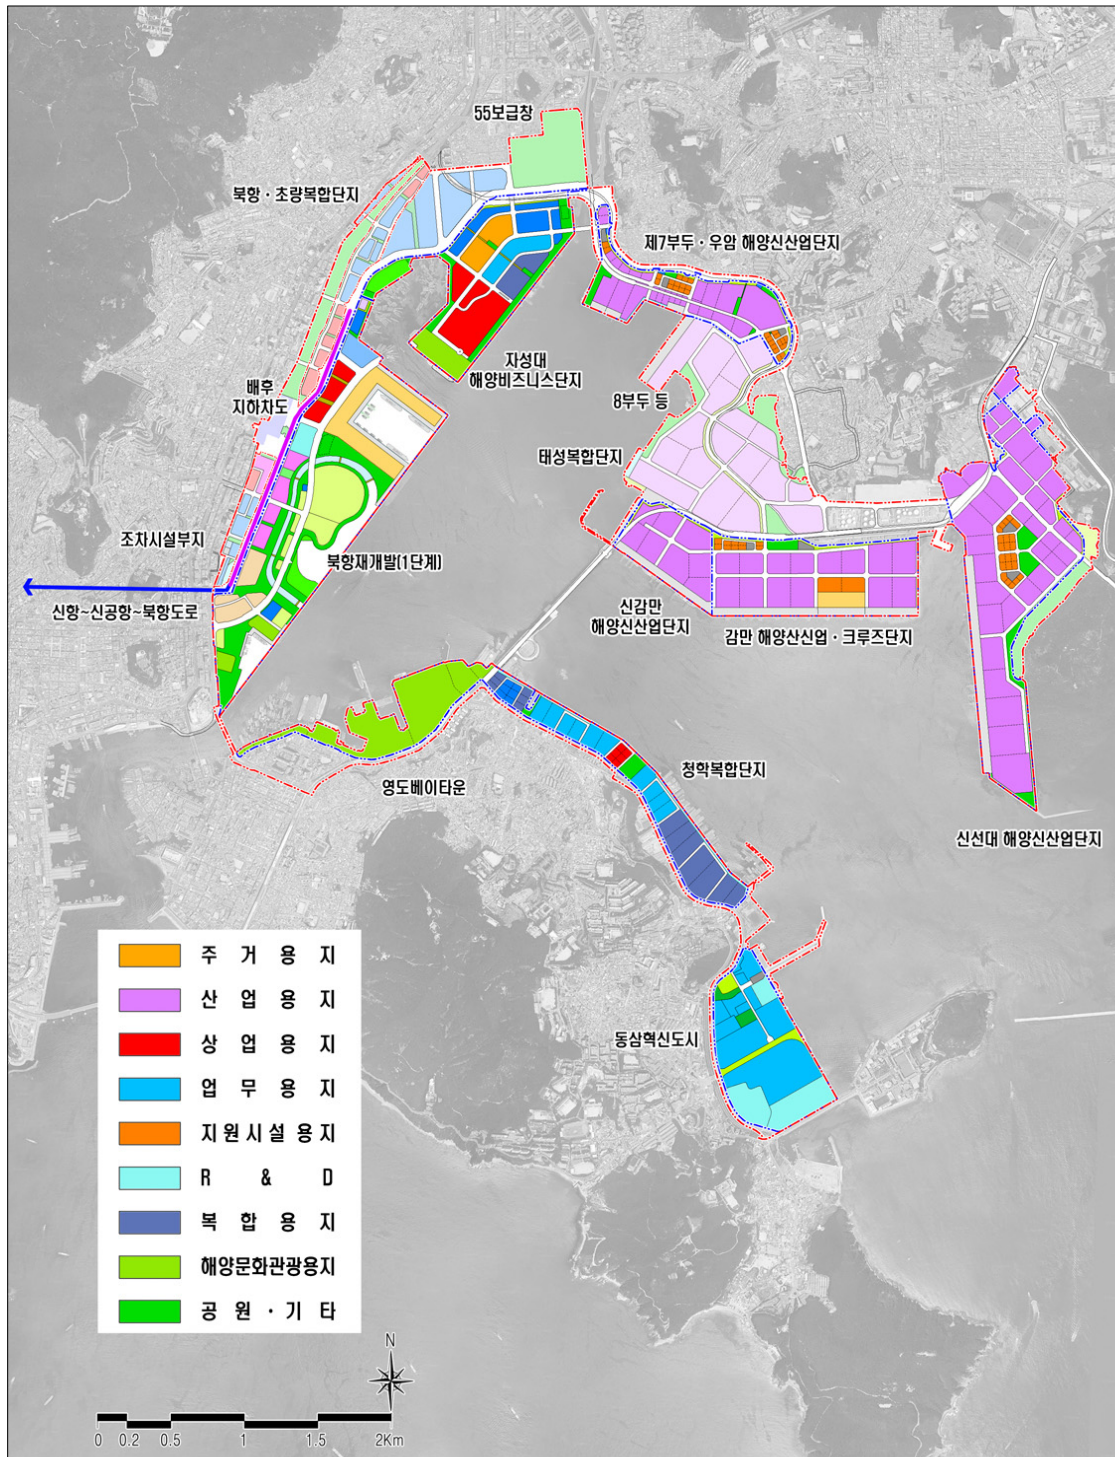 55보급창
북항·초량복합단지
제7부두·우암 해양신산업단지
자성대
해양비즈니스단지
배후
지하차도
8부두 등
태성복합단지
조차시설부지
북항재개발(1단계)
신항~신공항~북항도로
신감만
해양신산업단지
감만 해양산신업·크루즈단지
청학복합단지
영도베이타운
신선대 해양신산업단지
동삼혁신도시
주 거 용 지
산 업 용 지
상 업 용 지
업 무 용 지
지원시설용지
R & D
복 합 용 지
해양문화관광용지
공 원 · 기 타
N
0 0.2 0.5 1 1.5 2Km